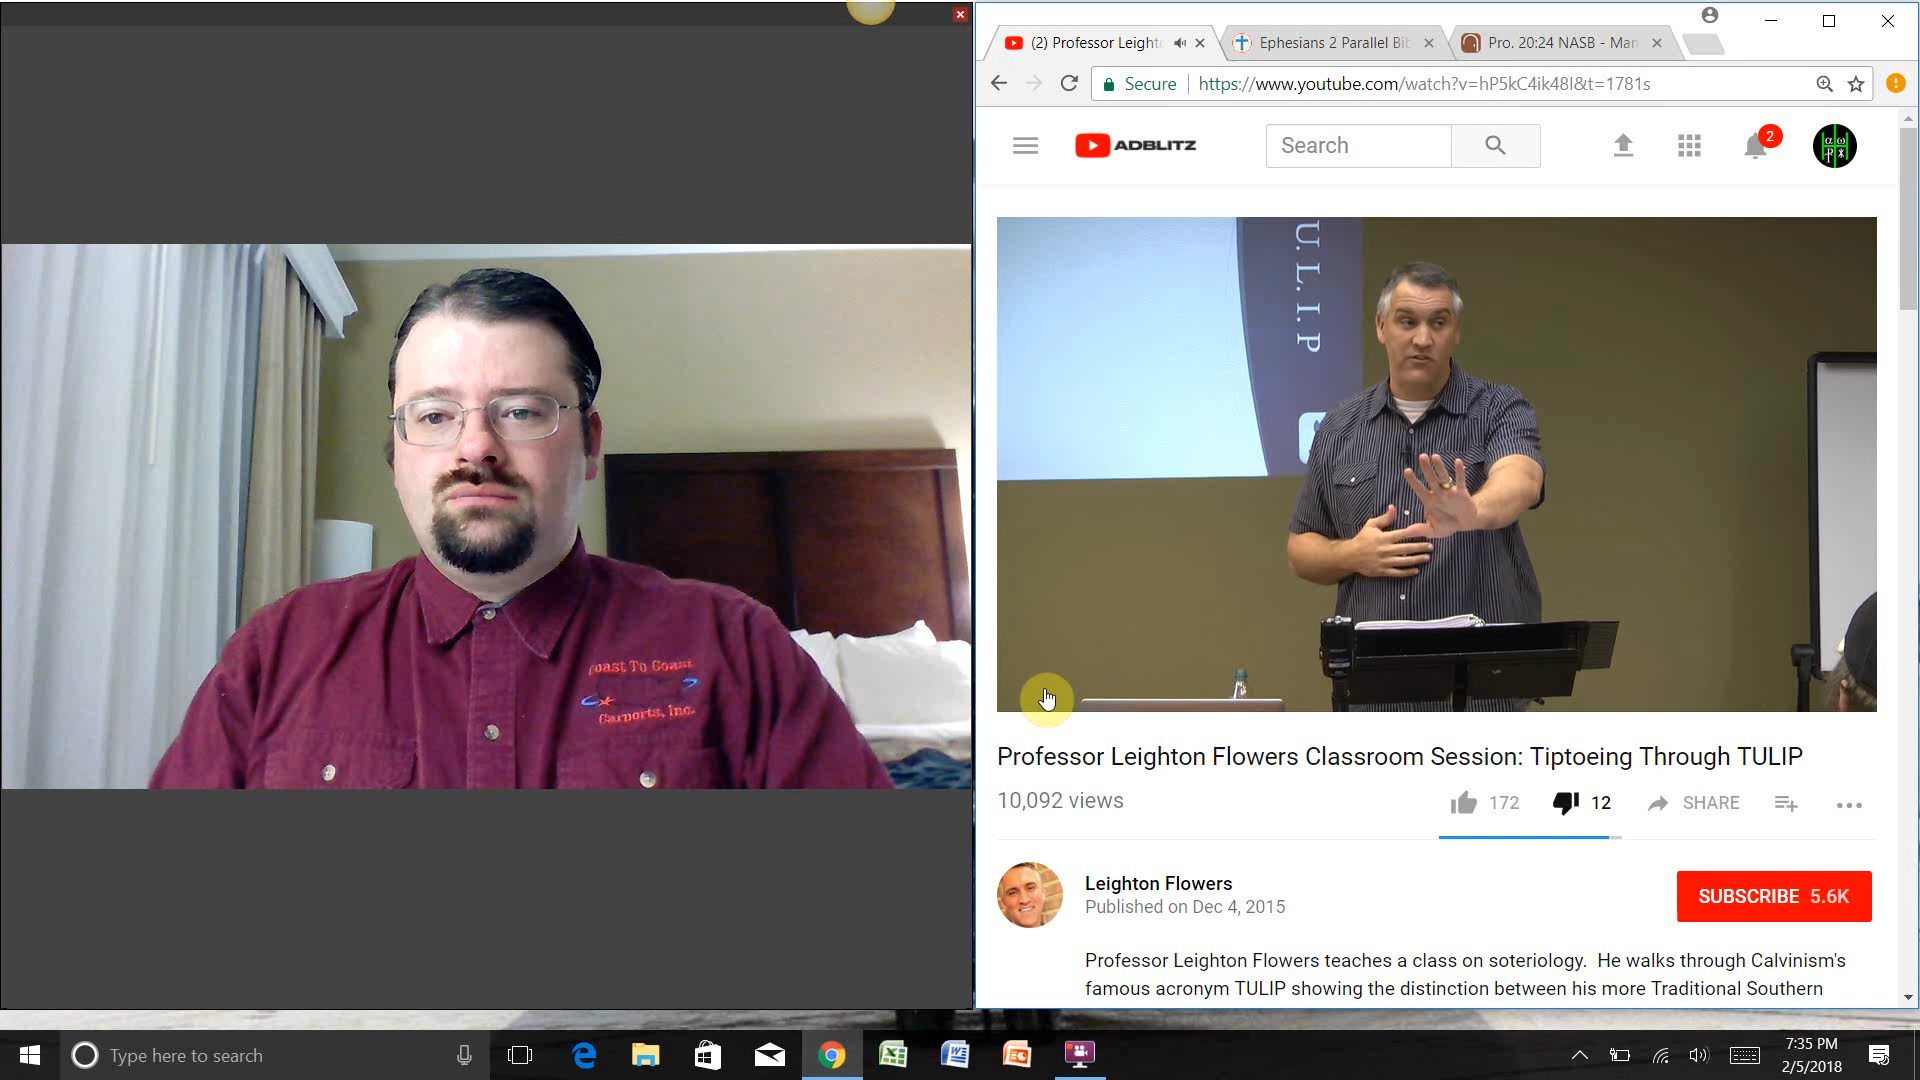 (2) Professor Leight
Ephesians 2 Parallel Bib
Pro. 20:24 NASB - Man
Secure
https://www.youtube.com/watch?v=hP5kC4ik48I&t=1781s
ADBLITZ
Search
2
U.L.I.P
Coast To Coast
Carports, Inc.
Professor Leighton Flowers Classroom Session: Tiptoeing Through TULIP
10,092 views
172
12
SHARE
Leighton Flowers
Published on Dec 4, 2015
SUBSCRIBE 5.6K
Professor Leighton Flowers teaches a class on soteriology. He walks through Calvinism's
famous acronym TULIP showing the distinction between his more Traditional Southern
Type here to search
7:35 PM
2/5/2018